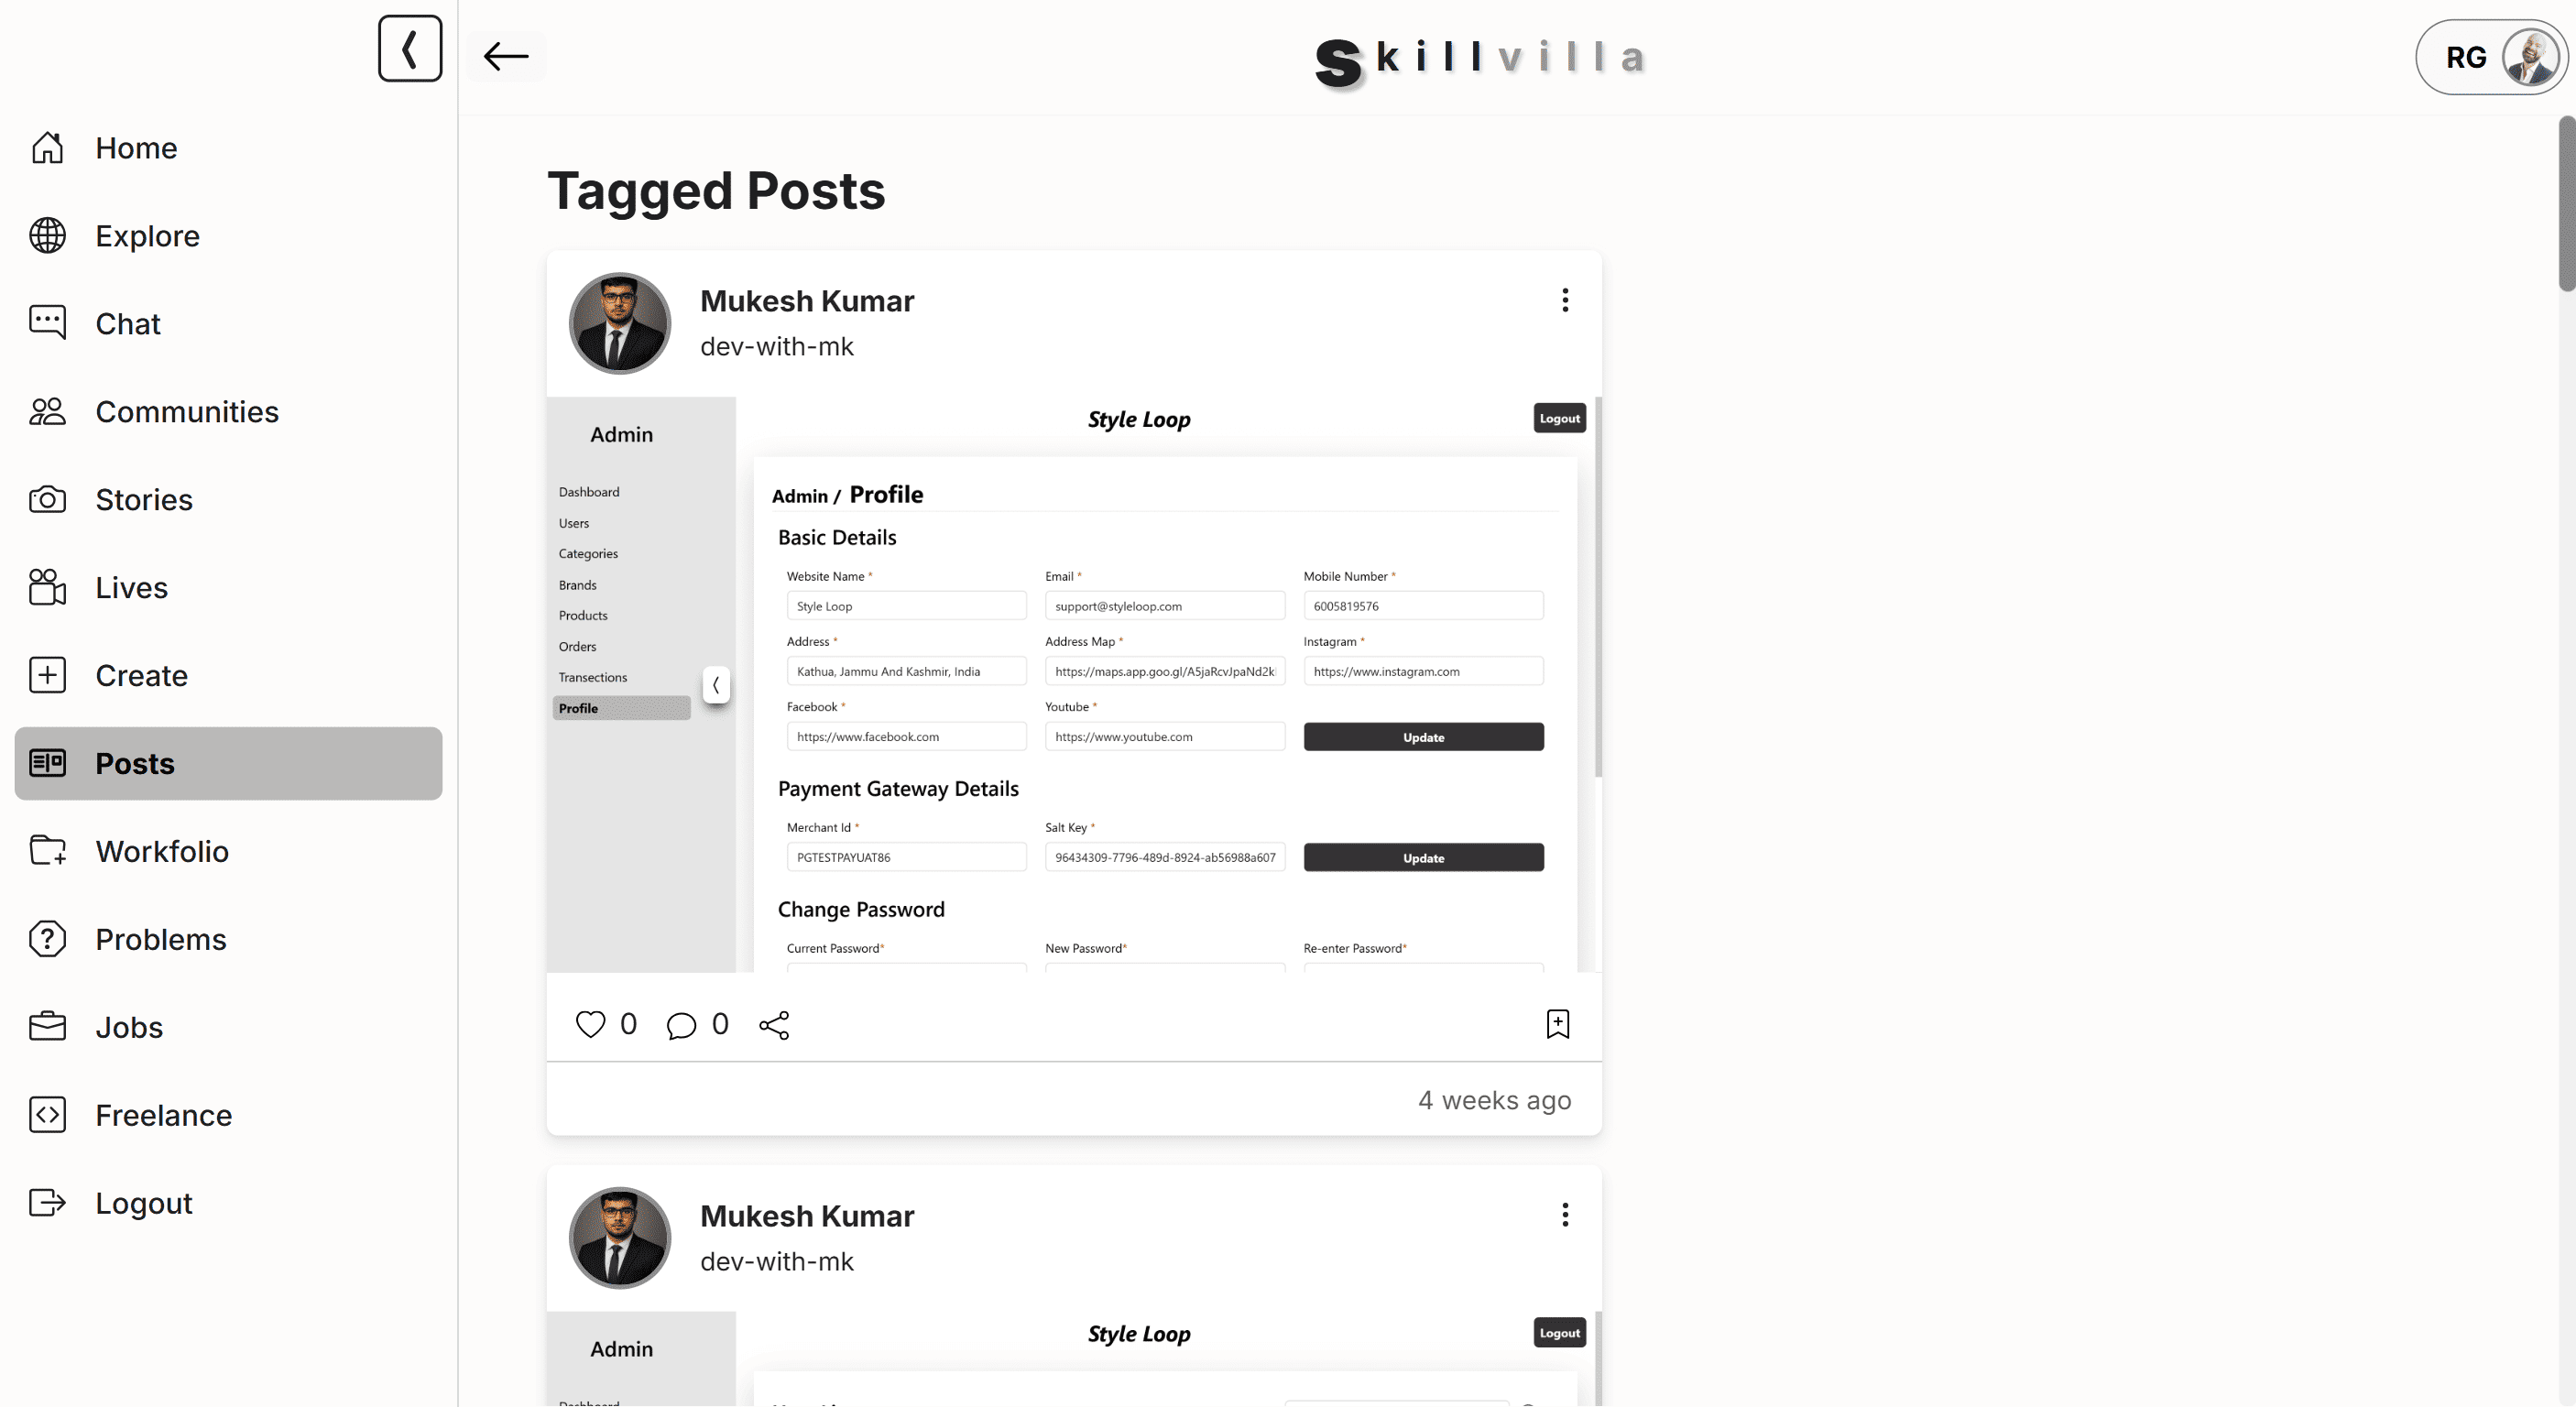 Skillvilla
RG
Home
Explore
Chat
Communities
Stories
Lives
Create
Posts
Workfolio
Problems
Jobs
Freelance
Logout
Tagged Posts
Mukesh Kumar
dev-with-mk
Admin
Style Loop
Logout
Dashboard
Users
Categories
Brands
Products
Orders
Transections
Profile
Admin / Profile
Basic Details
Website Name * Email * Mobile Number *
Style Loop support@styleloop.com 6005819576
Address * Address Map * Instagram *
Kathua, Jammu And Kashmir, India https://maps.app.goo.gl/A5jaRcvJpaNd2k https://www.instagram.com
Facebook * Youtube *
https://www.facebook.com https://www.youtube.com Update
Payment Gateway Details
Merchant Id * Salt Key *
PGTESTPAYUAT86 96434309-7796-489d-8924-ab56988a607 Update
Change Password
Current Password* New Password* Re-enter Password*
0 0
4 weeks ago
Mukesh Kumar
dev-with-mk
Admin
Style Loop
Logout